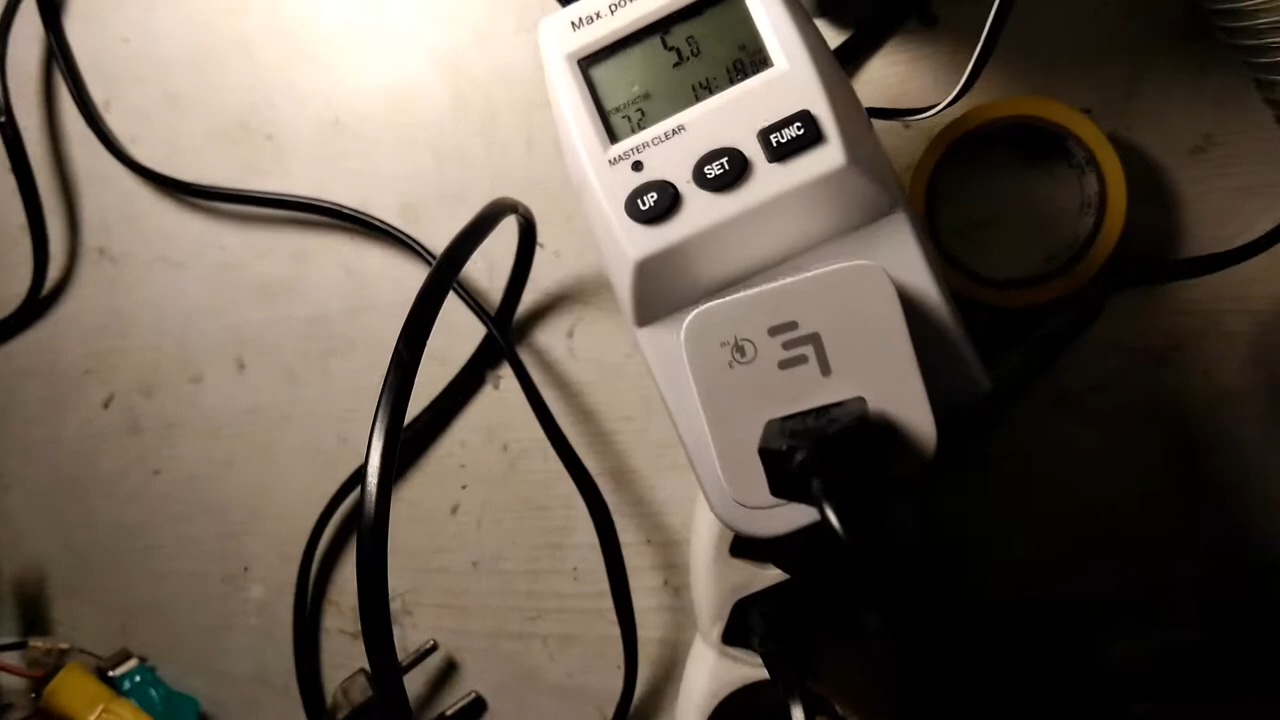 Max.pow
5.0
POWER FACTOR
72
14:18
MASTER CLEAR
UP
SET
FUNC